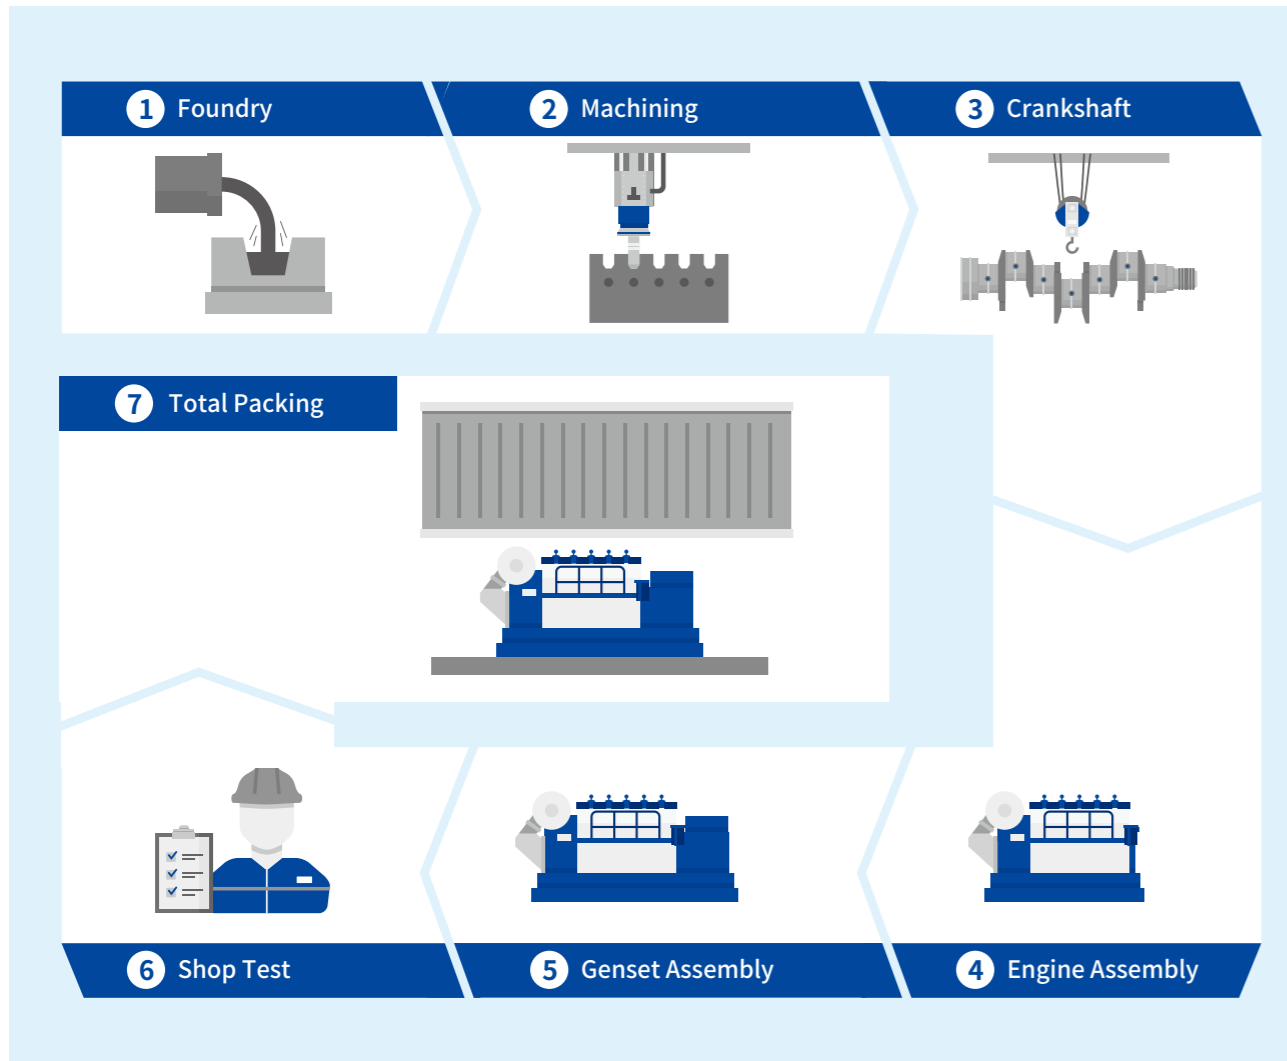 1 Foundry
2 Machining
3 Crankshaft
7 Total Packing
6 Shop Test
5 Genset Assembly
4 Engine Assembly